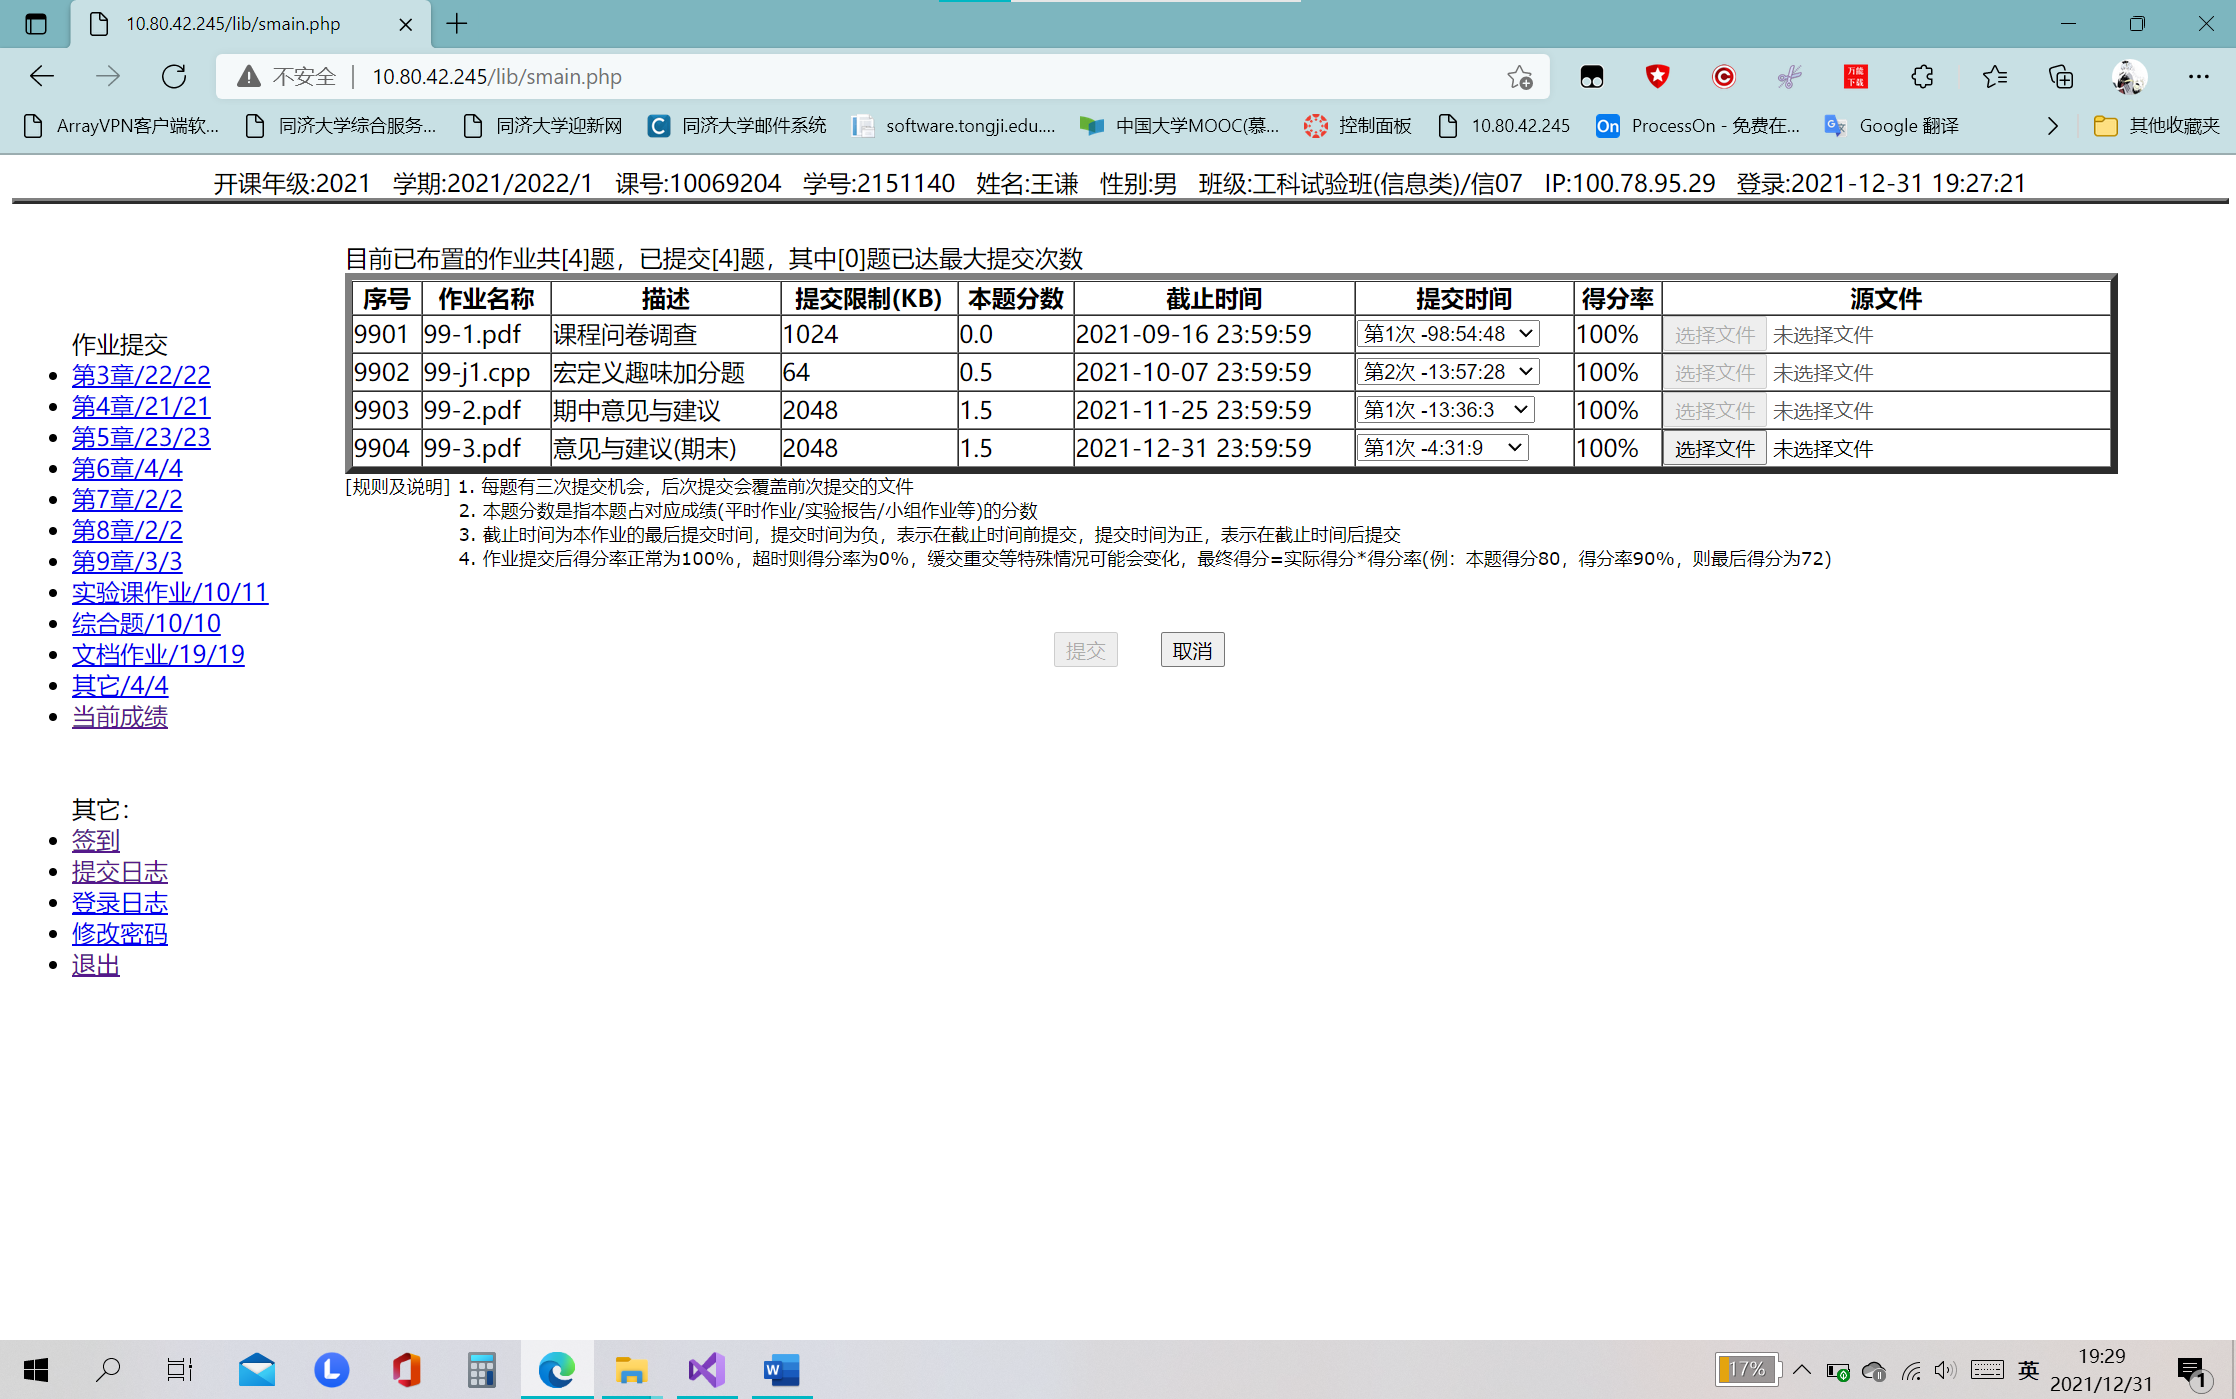 10.80.42.245/lib/smain.php
不安全 | 10.80.42.245/lib/smain.php
万能下载
ArrayVPN客户端软... 同济大学综合服务... 同济大学迎新网 同济大学邮件系统 software.tongji.edu.... 中国大学MOOC(慕... 控制面板 10.80.42.245 On ProcessOn - 免费在... Google 翻译 其他收藏夹
开课年级:2021 学期:2021/2022/1 课号:10069204 学号:2151140 姓名:王谦 性别:男 班级:工科试验班(信息类)/信07 IP:100.78.95.29 登录:2021-12-31 19:27:21
作业提交
第3章/22/22
第4章/21/21
第5章/23/23
第6章/4/4
第7章/2/2
第8章/2/2
第9章/3/3
实验课作业/10/11
综合题/10/10
文档作业/19/19
其它/4/4
当前成绩
其它：
签到
提交日志
登录日志
修改密码
退出
目前已布置的作业共[4]题，已提交[4]题，其中[0]题已达最大提交次数
序号 作业名称 描述 提交限制(KB) 本题分数 截止时间 提交时间 得分率 源文件
9901 99-1.pdf 课程问卷调查 1024 0.0 2021-09-16 23:59:59 第1次 -98:54:48 100% 选择文件 未选择文件
9902 99-j1.cpp 宏定义趣味加分题 64 0.5 2021-10-07 23:59:59 第2次 -13:57:28 100% 选择文件 未选择文件
9903 99-2.pdf 期中意见与建议 2048 1.5 2021-11-25 23:59:59 第1次 -13:36:3 100% 选择文件 未选择文件
9904 99-3.pdf 意见与建议(期末) 2048 1.5 2021-12-31 23:59:59 第1次 -4:31:9 100% 选择文件 未选择文件
[规则及说明] 1. 每题有三次提交机会，后次提交会覆盖前次提交的文件
2. 本题分数是指本题占对应成绩(平时作业/实验报告/小组作业等)的分数
3. 截止时间为本作业的最后提交时间，提交时间为负，表示在截止时间前提交，提交时间为正，表示在截止时间后提交
4. 作业提交后得分率正常为100%，超时则得分率为0%，缓交重交等特殊情况可能会变化，最终得分=实际得分*得分率(例：本题得分80，得分率90%，则最后得分为72)
提交 取消
17% 英 19:29
2021/12/31 1